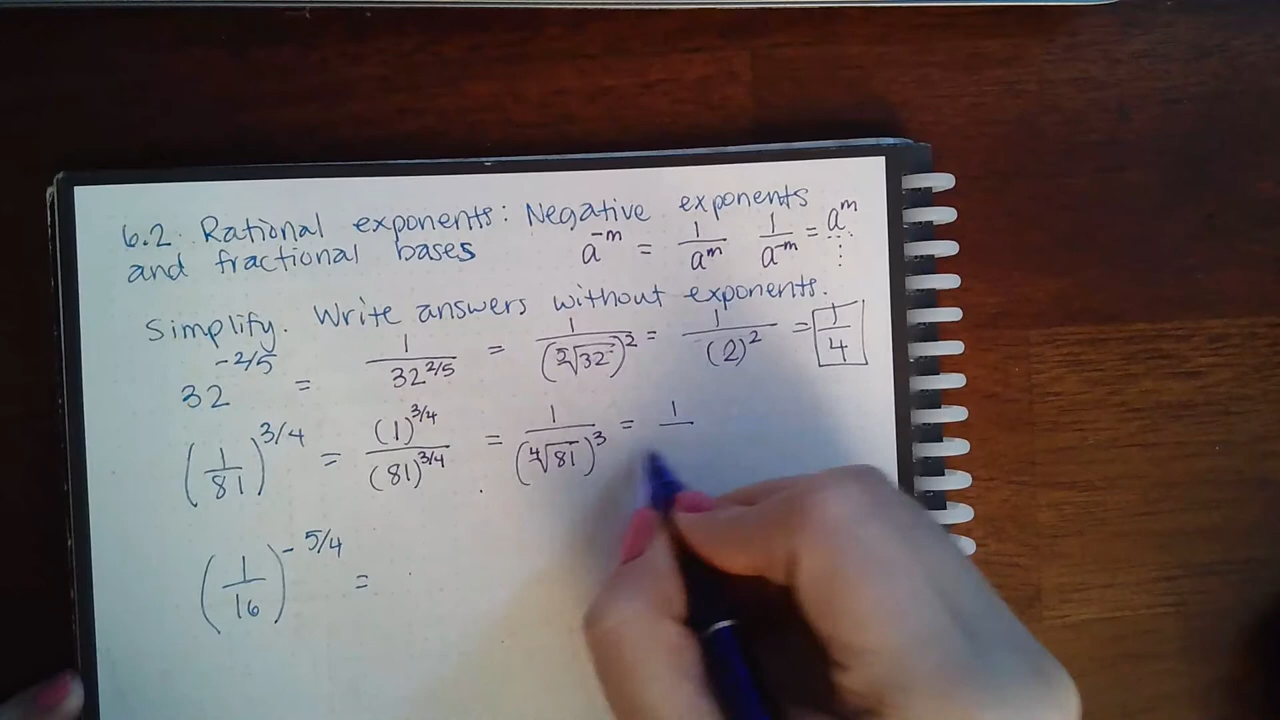 6.2 Rational exponents: Negative exponents
and fractional bases a^-m = 1/a^m 1/a^-m = a^m
Simplify. Write answers without exponents.
32^-2/5 = 1/32^2/5 = 1/(⁵√32)^2 = 1/(2)^2 = 1/4
(1/81)^3/4 = (1)^3/4/(81)^3/4 = 1/(⁴√81)^3 = 1/
(1/16)^-5/4 =